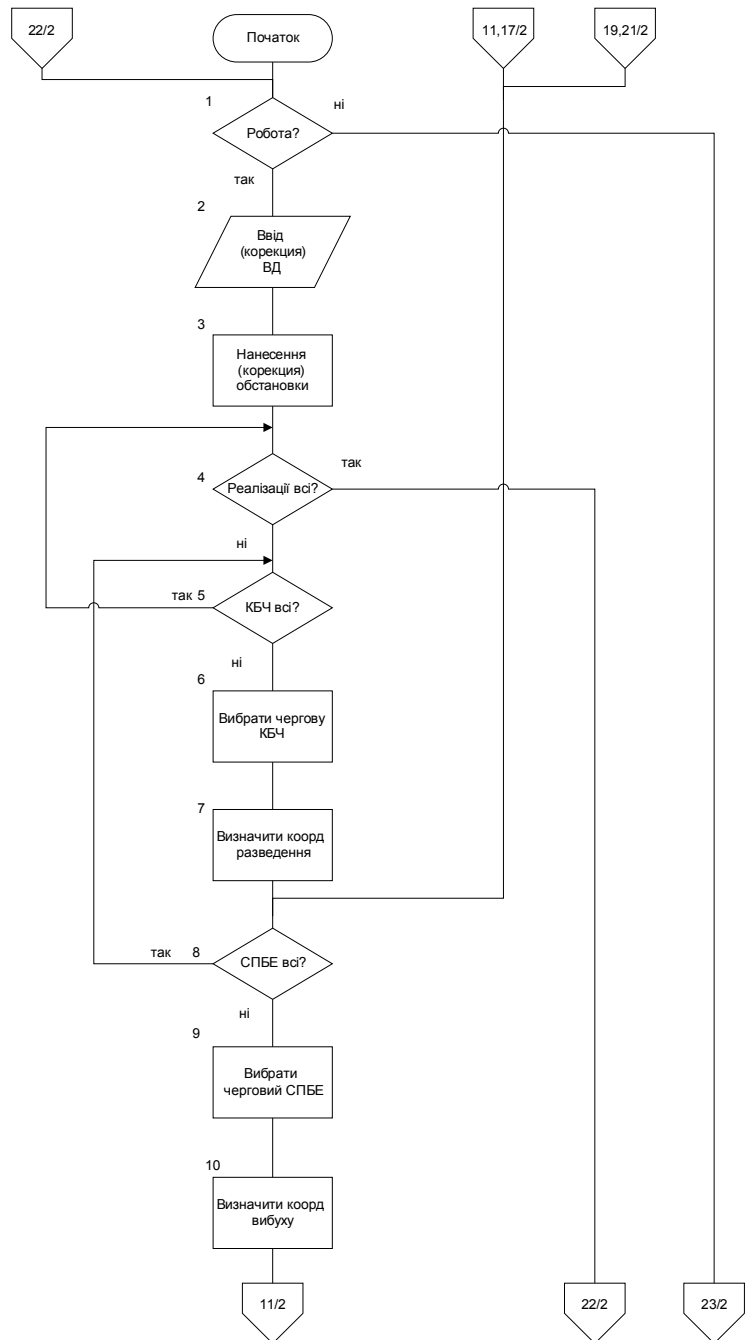 22/2
Початок
11,17/2
19,21/2
1
ні
Робота?
так
2
Ввід
(корекция)
ВД
3
Нанесення
(корекция)
обстановки
так
4
Реалізації всі?
ні
так 5
КБЧ всі?
ні
6
Вибрати чергову
КБЧ
7
Визначити коорд
разведення
так
8
СПБЕ всі?
ні
9
Вибрати
черговий СПБЕ
10
Визначити коорд
вибуху
11/2
22/2
23/2